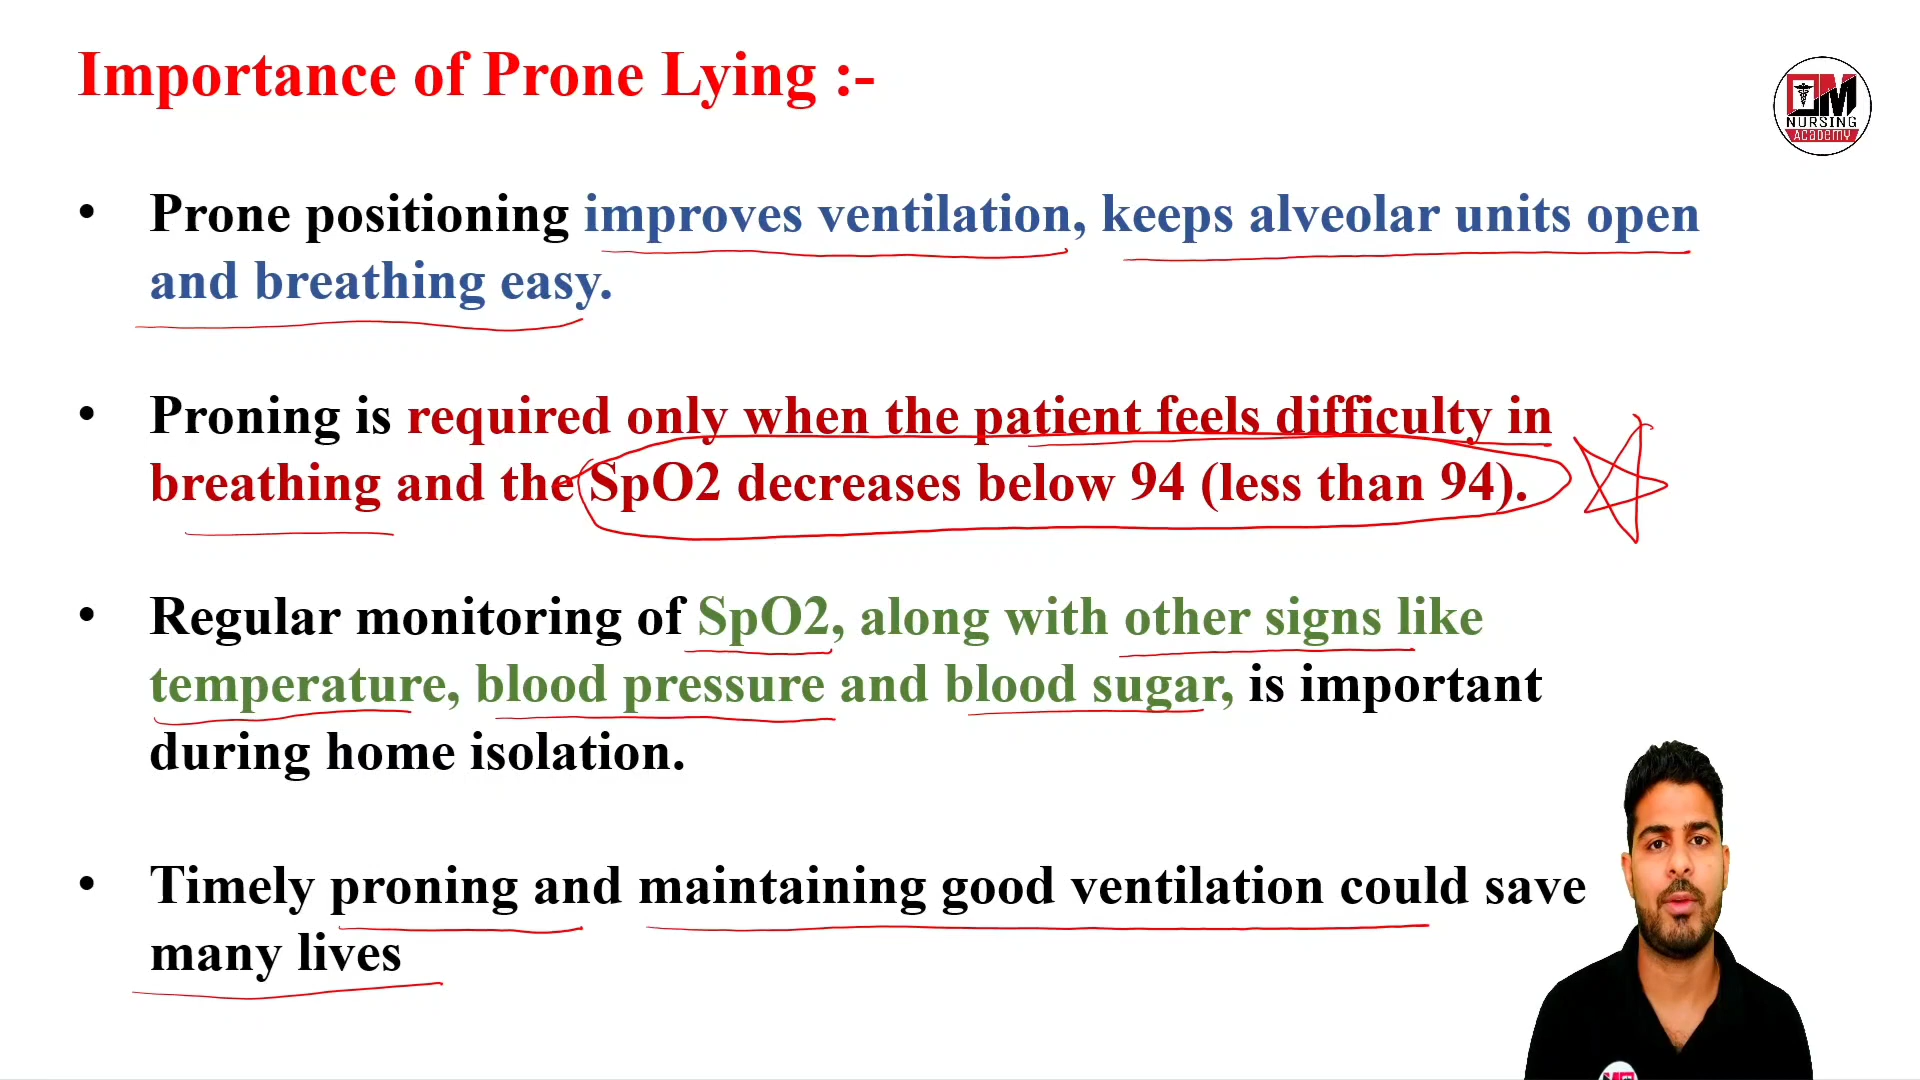 Importance of Prone Lying :-
OM
NURSING
ACADEMY
• Prone positioning improves ventilation, keeps alveolar units open
and breathing easy.
• Proning is required only when the patient feels difficulty in
breathing and the SpO2 decreases below 94 (less than 94).
• Regular monitoring of SpO2, along with other signs like
temperature, blood pressure and blood sugar, is important
during home isolation.
• Timely proning and maintaining good ventilation could save
many lives